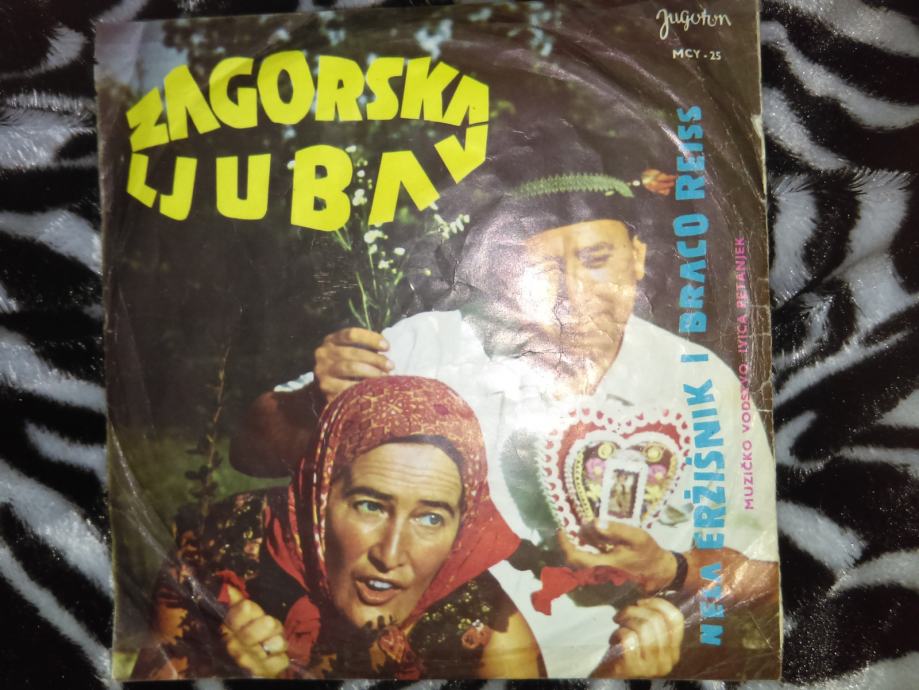 Jugoton
MCY-25
ZAGORSKA
LJUBAV
NELA ERŽIŠNIK I BRACO REISS
MUZIČKO VODSTVO: IVICA PETANJEK